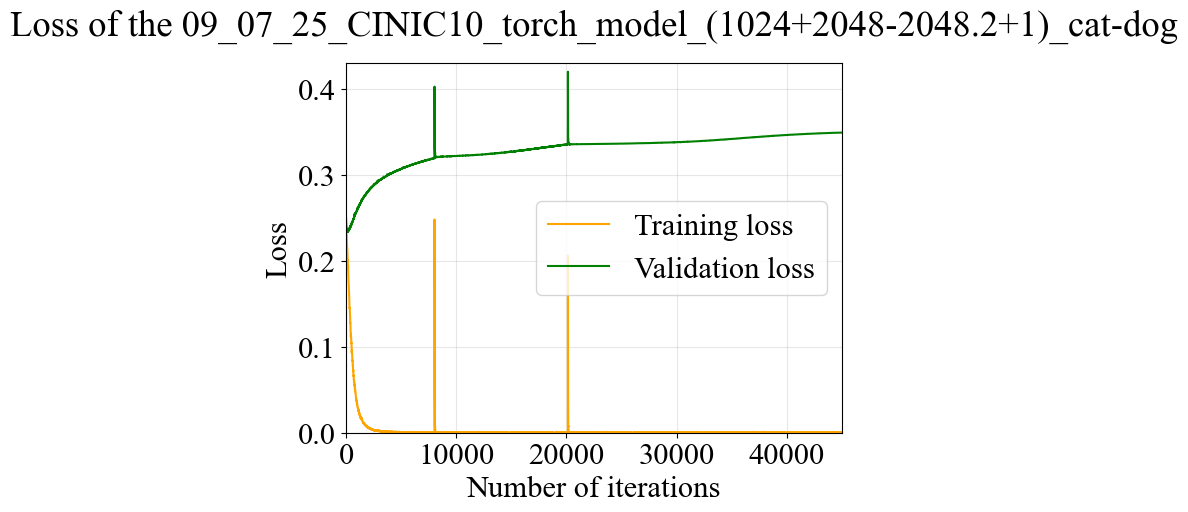 Loss of the 09_07_25_CINIC10_torch_model_(1024+2048-2048.2+1)_cat-dog
0.4
0.3
0.2
0.1
0.0
Loss
Training loss
Validation loss
0 10000 20000 30000 40000
Number of iterations